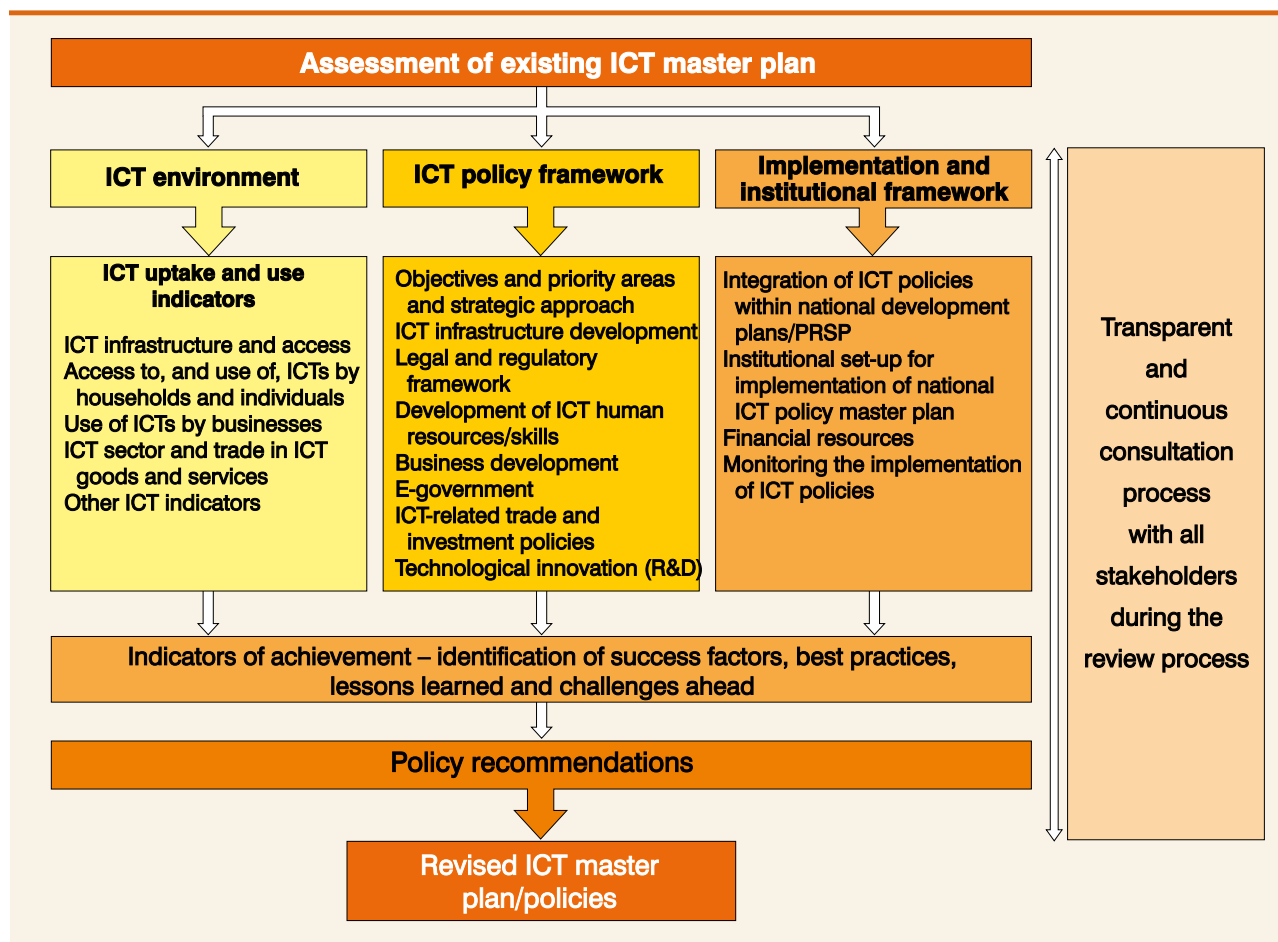 Assessment of existing ICT master plan
ICT environment
ICT policy framework
Implementation and
institutional framework
ICT uptake and use
indicators
ICT infrastructure and access
Access to, and use of, ICTs by
households and individuals
Use of ICTs by businesses
ICT sector and trade in ICT
goods and services
Other ICT indicators
Objectives and priority areas
and strategic approach
ICT infrastructure development
Legal and regulatory
framework
Development of ICT human
resources/skills
Business development
E-government
ICT-related trade and
investment policies
Technological innovation (R&D)
Integration of ICT policies
within national development
plans/PRSP
Institutional set-up for
implementation of national
ICT policy master plan
Financial resources
Monitoring the implementation
of ICT policies
Indicators of achievement – identification of success factors, best practices,
lessons learned and challenges ahead
Policy recommendations
Revised ICT master
plan/policies
Transparent
and
continuous
consultation
process
with all
stakeholders
during the
review process